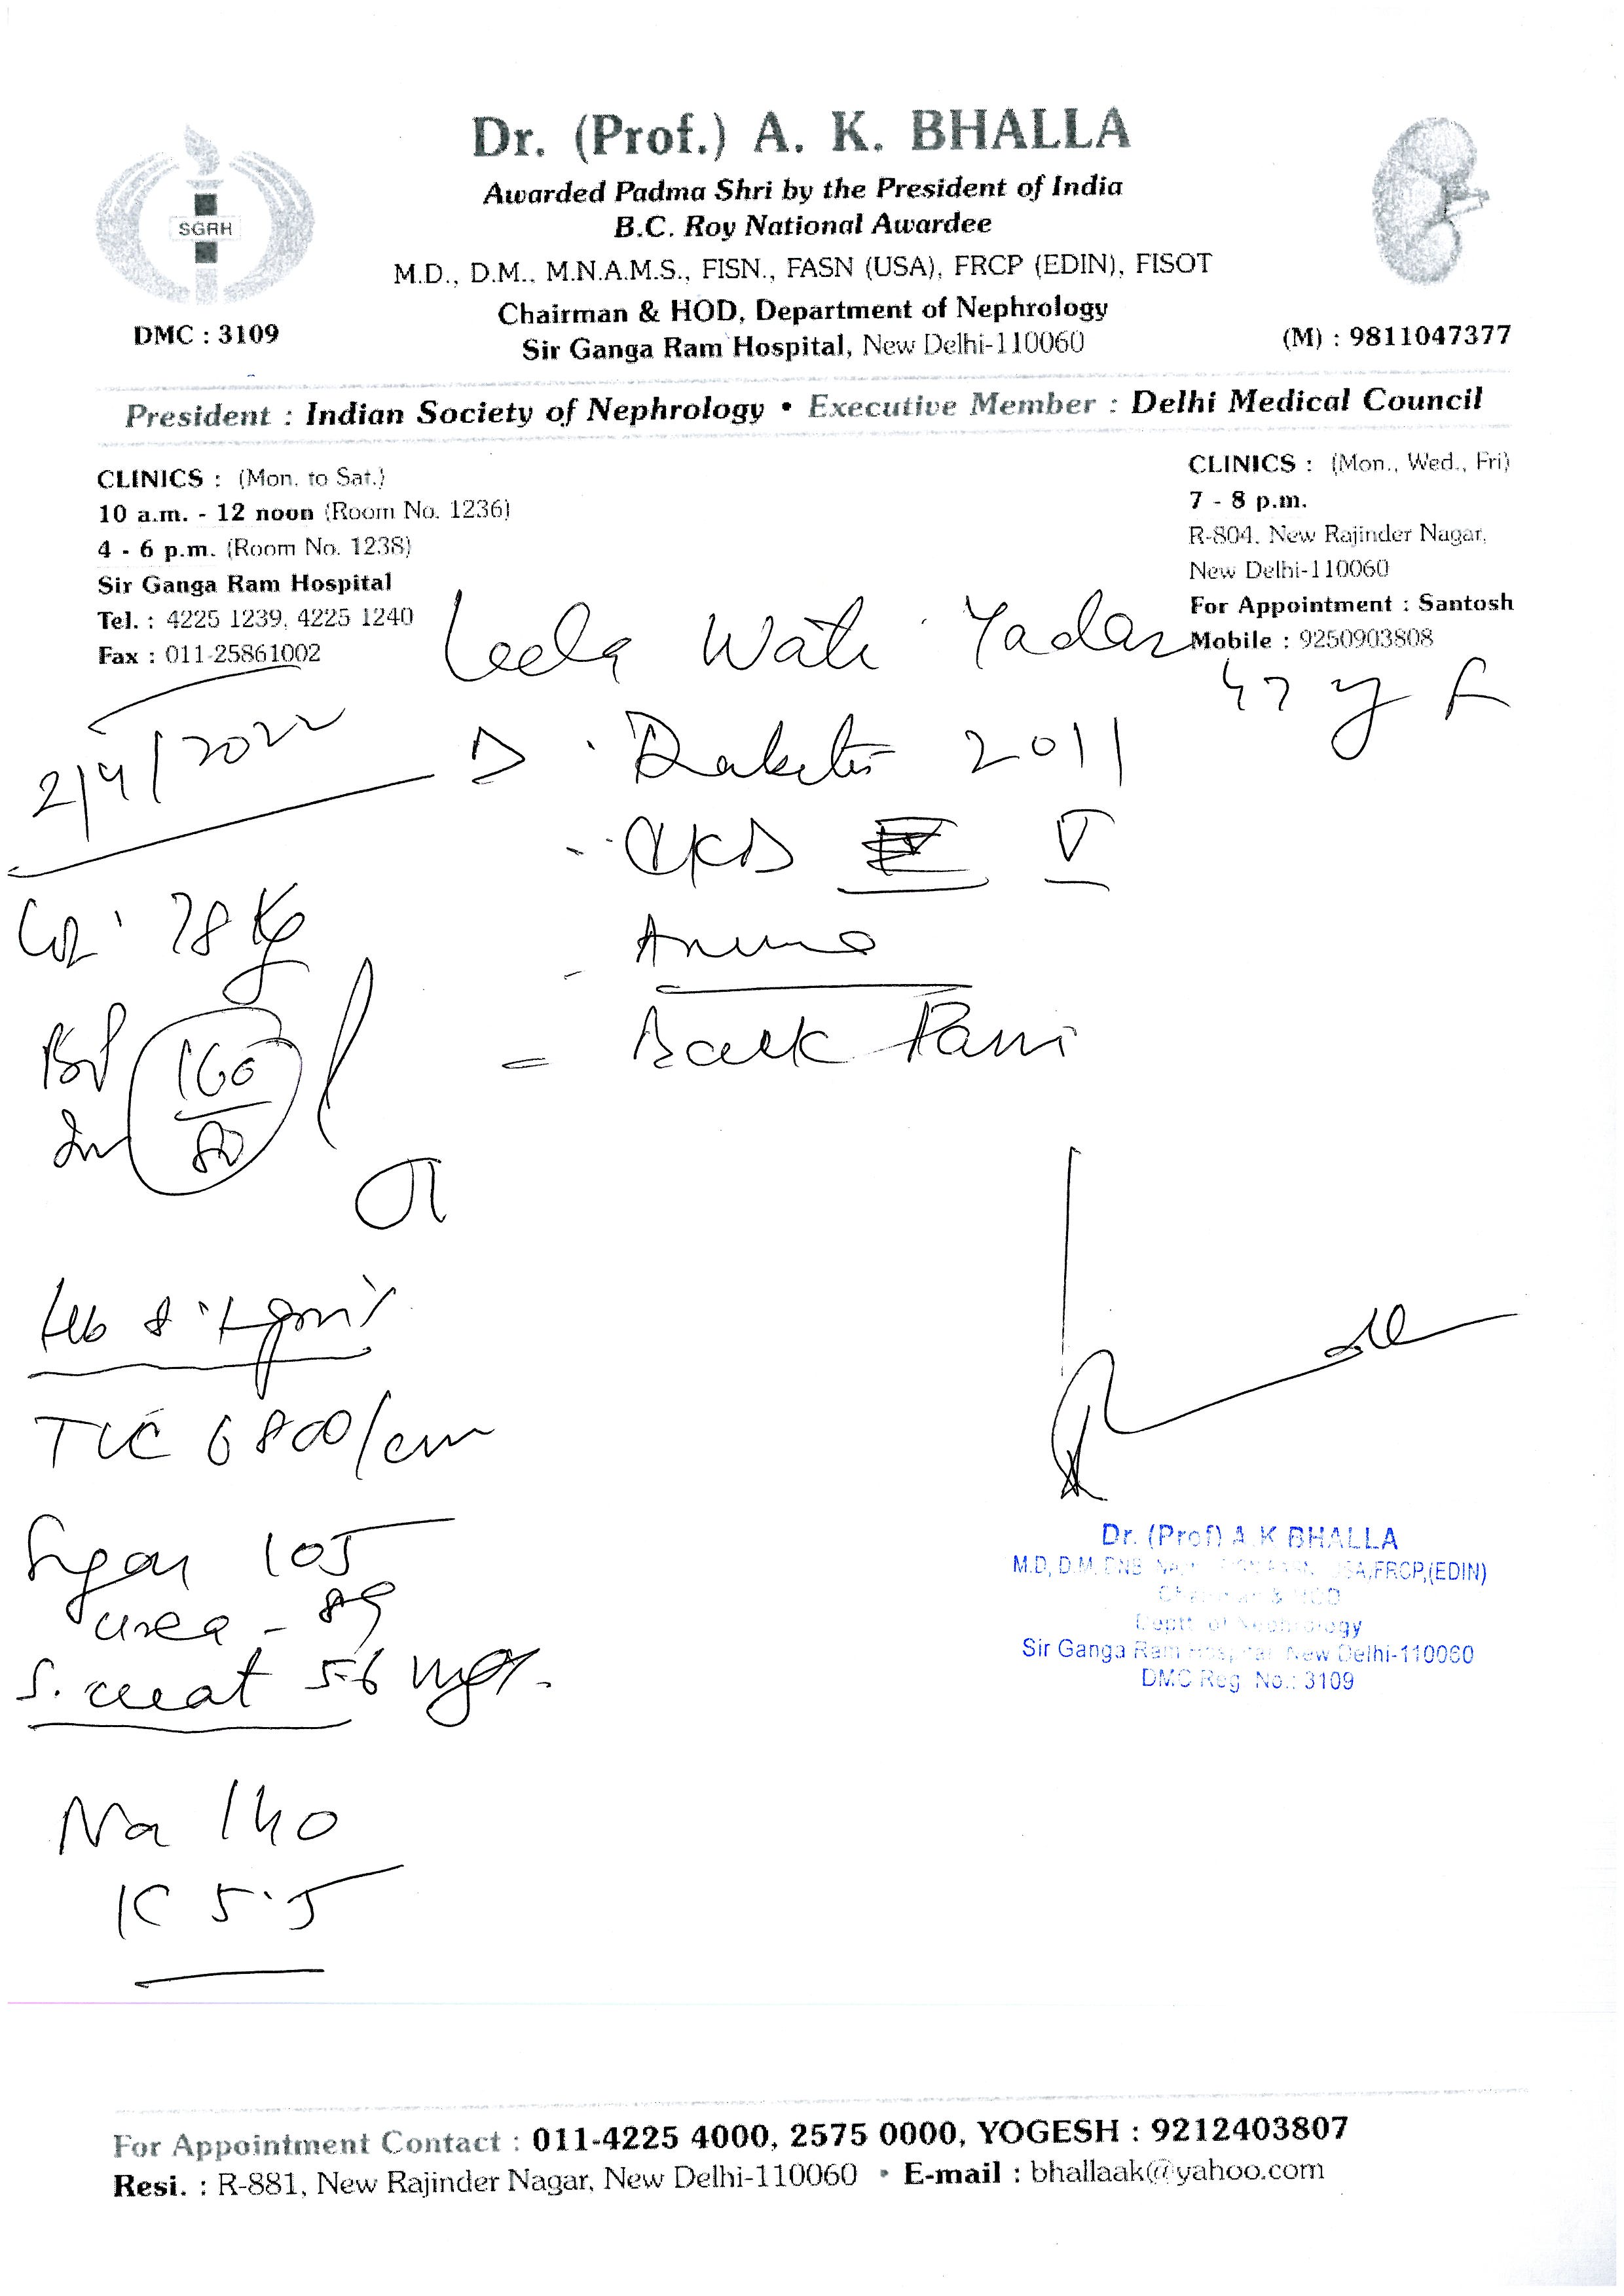 Dr. (Prof.) A. K. BHALLA
Awarded Padma Shri by the President of India
B.C. Roy National Awardee
M.D., D.M., M.N.A.M.S., FISN., FASN (USA), FRCP (EDIN), FISOT
Chairman & HOD, Department of Nephrology
Sir Ganga Ram Hospital, New Delhi-110060
SGRH
DMC : 3109
(M) : 9811047377
President : Indian Society of Nephrology • Executive Member : Delhi Medical Council
CLINICS : (Mon. to Sat.)
10 a.m. - 12 noon (Room No. 1236)
4 - 6 p.m. (Room No. 1238)
Sir Ganga Ram Hospital
Tel. : 4225 1239, 4225 1240
Fax : 011-25861002
CLINICS : (Mon., Wed., Fri)
7 - 8 p.m.
R-804, New Rajinder Nagar,
New Delhi-110060
For Appointment : Santosh
Mobile : 9250903808
Leela Wati Yadav
47 y F
2/4/2022
Diabetes 2011
- CKD V
- Anemia
= Back Pain
Wt 78 Kg
BP 160/80
Hb 8.
TLC 6800/cm
Sugar 105
urea - 89
S. creat 5.6 mg%.
Na 140
K 5.5
Dr. (Prof) A.K BHALLA
M.D, D.M, DNB USA,FRCP,(EDIN)
Chairman & HOD
Deptt. of Nephrology
Sir Ganga Ram Hospital New Delhi-110060
DMC Reg. No.: 3109
For Appointment Contact : 011-4225 4000, 2575 0000, YOGESH : 9212403807
Resi. : R-881, New Rajinder Nagar, New Delhi-110060 • E-mail : bhallaak@yahoo.com